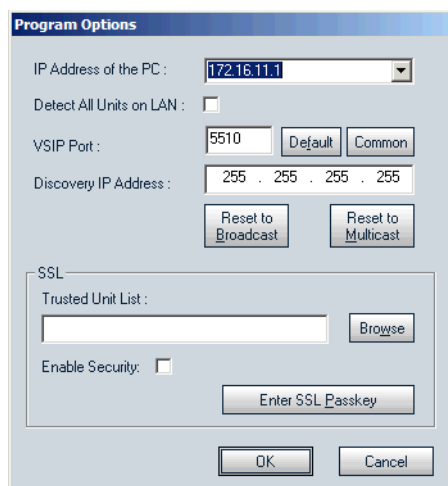 Program Options
IP Address of the PC : 172.16.11.1
Detect All Units on LAN :
VSIP Port : 5510 Default Common
Discovery IP Address : 255 . 255 . 255 . 255
Reset to Broadcast Reset to Multicast
SSL
Trusted Unit List :
Browse
Enable Security:
Enter SSL Passkey
OK Cancel